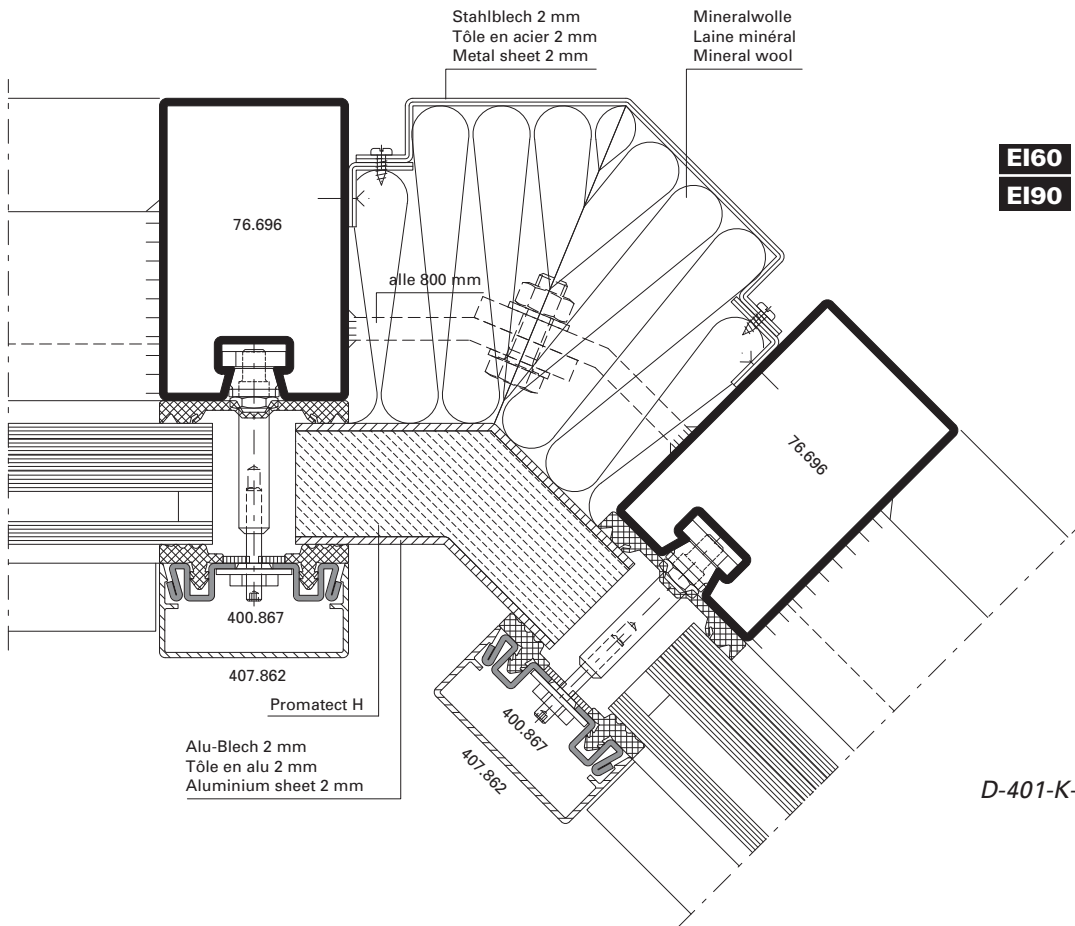 Stahlblech 2 mm
Tôle en acier 2 mm
Metal sheet 2 mm
Mineralwolle
Laine minéral
Mineral wool
EI60
EI90
76.696
alle 800 mm
76.696
400.867
407.862
Promatect H
400.867
407.862
Alu-Blech 2 mm
Tôle en alu 2 mm
Aluminium sheet 2 mm
D-401-K-